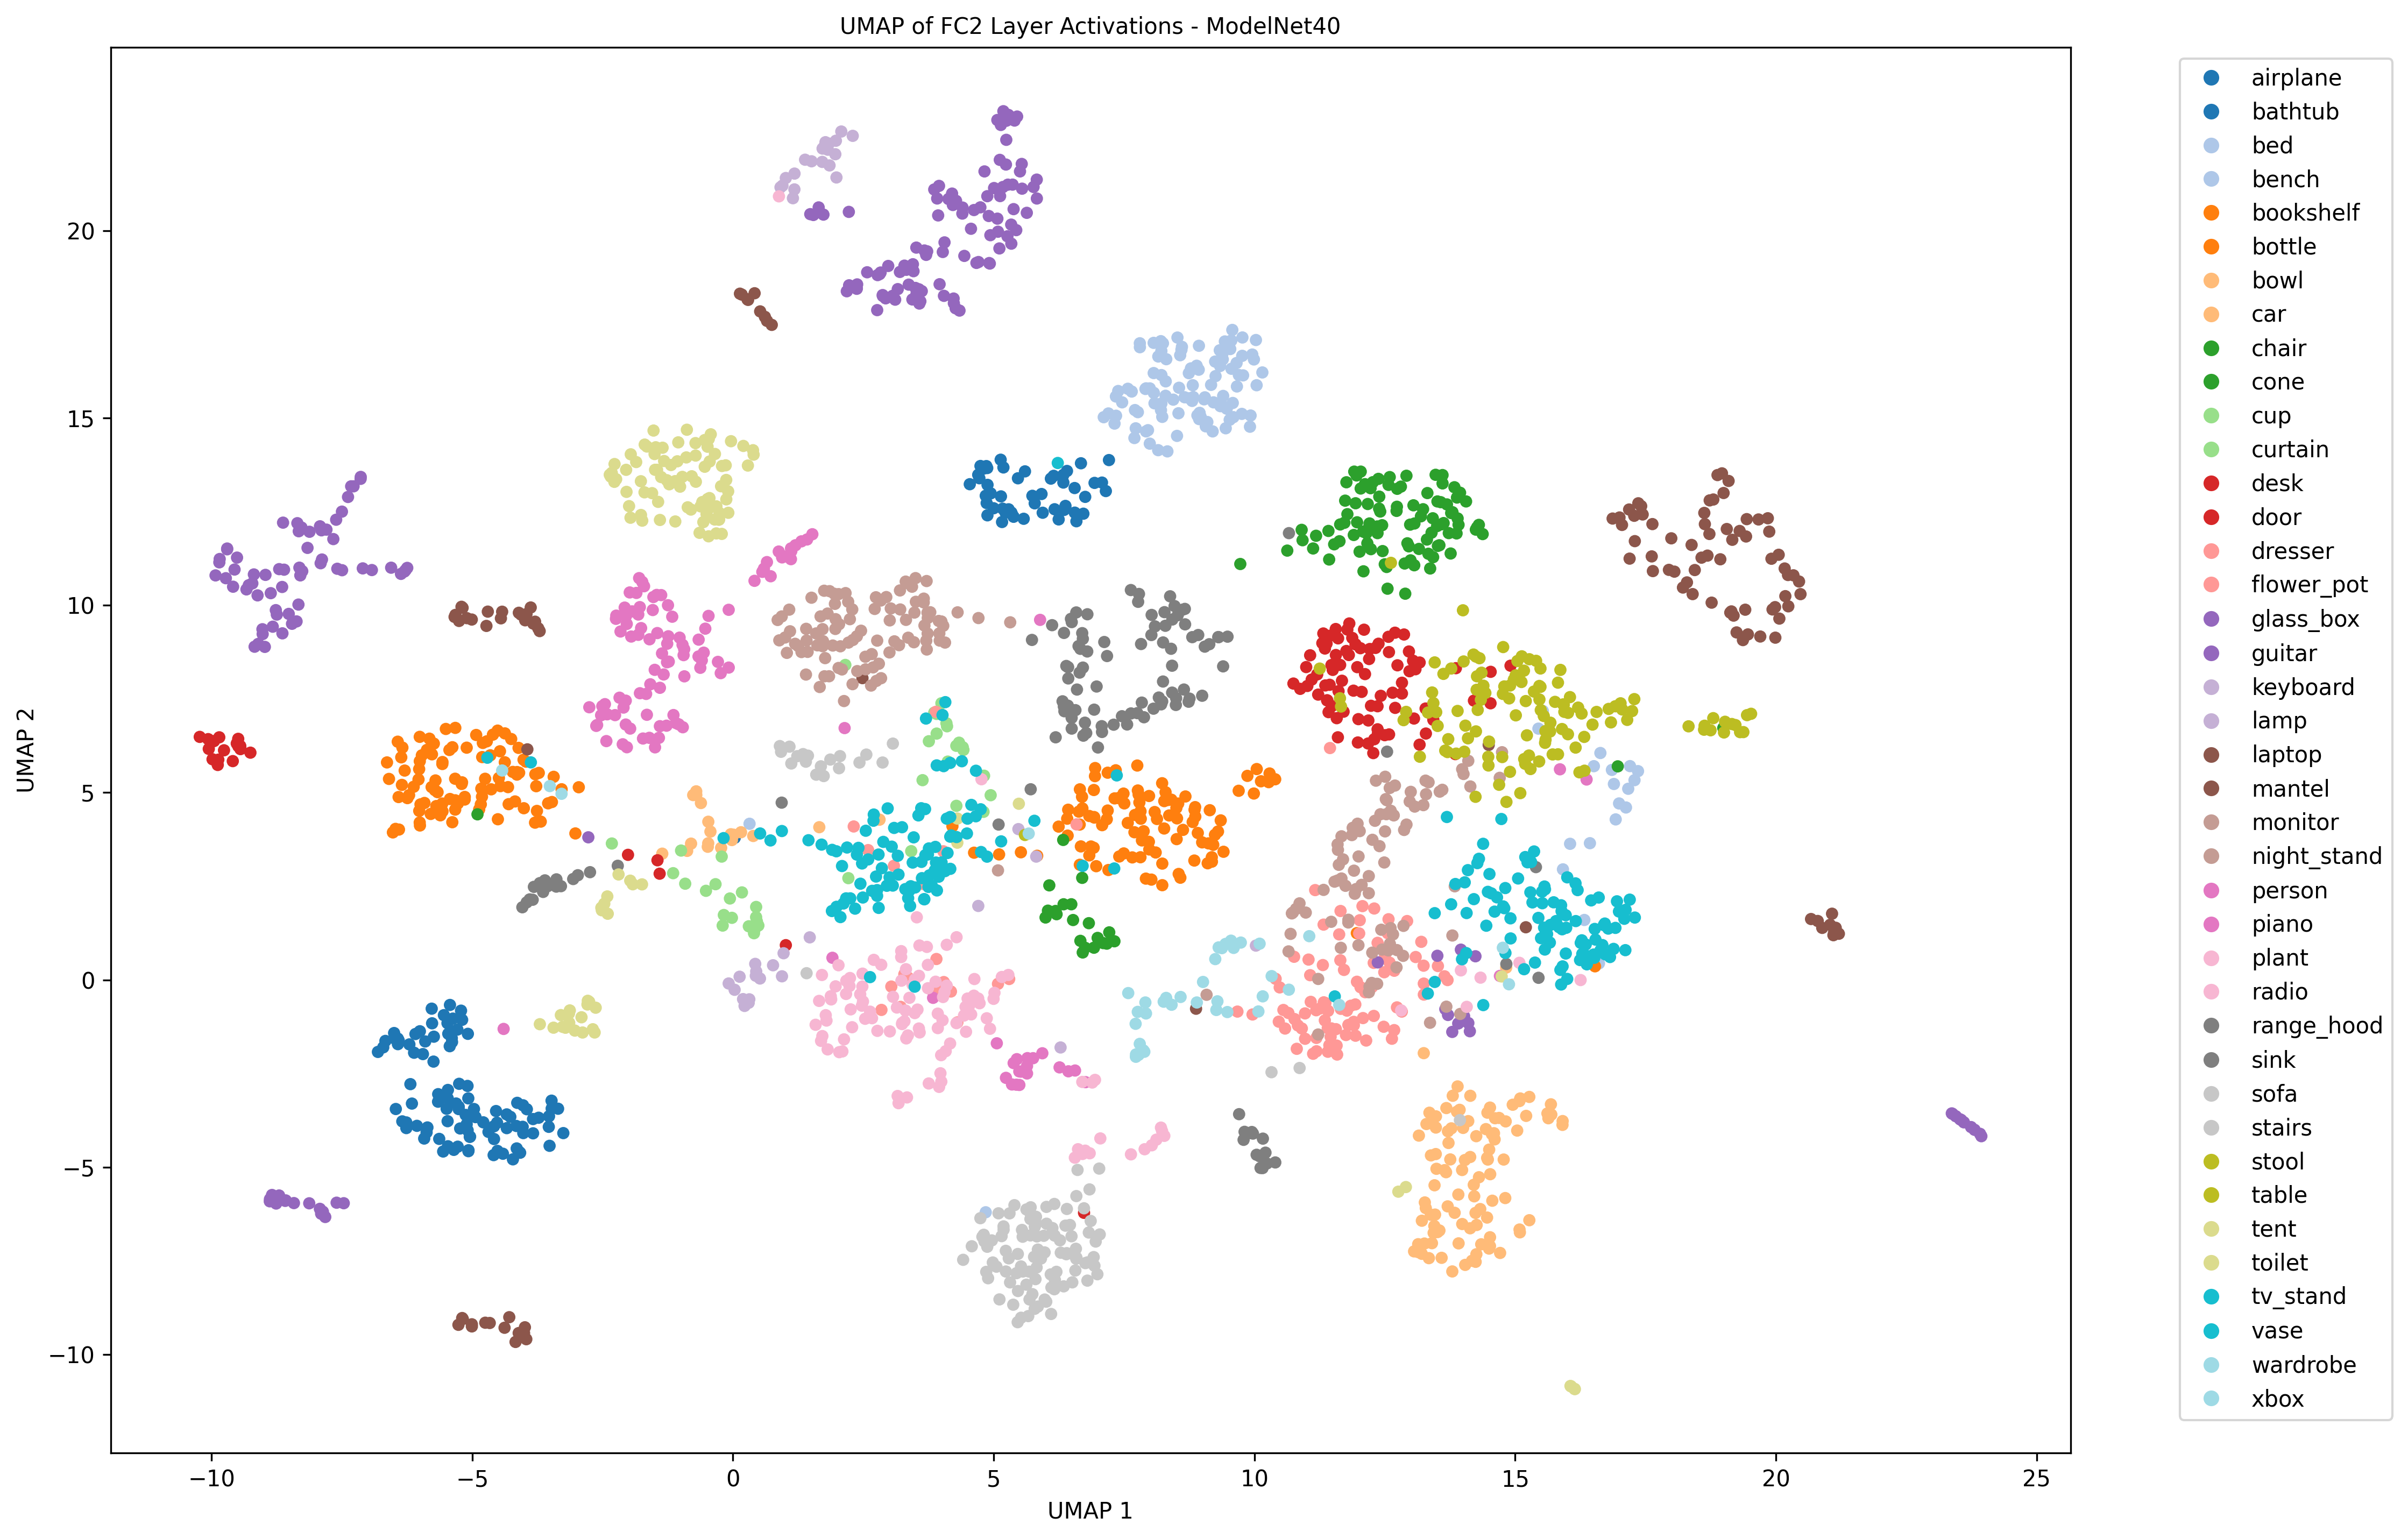 UMAP of FC2 Layer Activations - ModelNet40
UMAP 2
20
15
10
5
0
−5
−10
−10
−5
0
5
10
15
20
25
UMAP 1
airplane
bathtub
bed
bench
bookshelf
bottle
bowl
car
chair
cone
cup
curtain
desk
door
dresser
flower_pot
glass_box
guitar
keyboard
lamp
laptop
mantel
monitor
night_stand
person
piano
plant
radio
range_hood
sink
sofa
stairs
stool
table
tent
toilet
tv_stand
vase
wardrobe
xbox